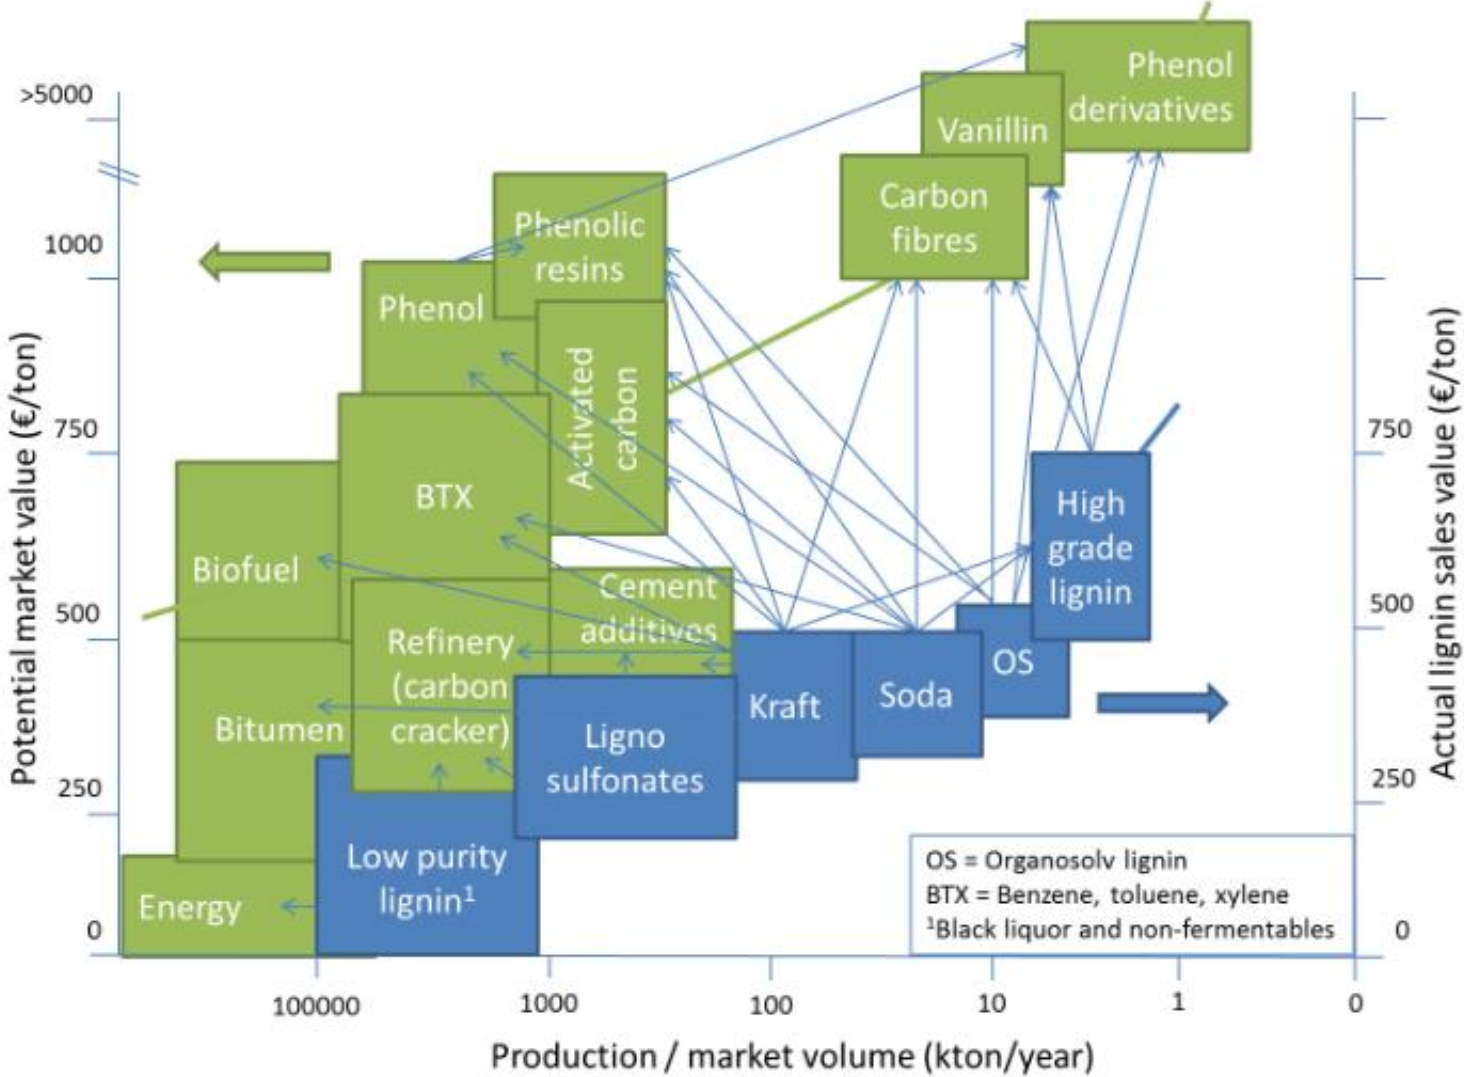 Potential market value (€/ton)
>5000
1000
750
500
250
0
Phenol
derivatives
Vanillin
Carbon
fibres
Phenolic
resins
Phenol
Activated
carbon
BTX
Biofuel
Cement
additives
Refinery
(carbon
cracker)
Bitumen
Energy
Low purity
lignin¹
Ligno
sulfonates
Kraft
Soda
OS
High
grade
lignin
Actual lignin sales value (€/ton)
750
500
250
0
OS = Organosolv lignin
BTX = Benzene, toluene, xylene
¹Black liquor and non-fermentables
100000
1000
100
10
1
0
Production / market volume (kton/year)